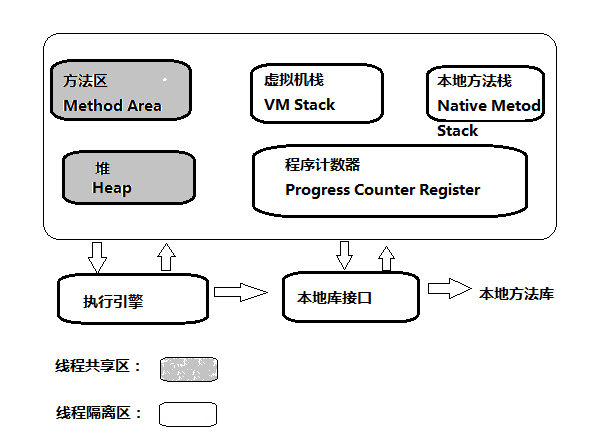 方法区
Method Area
虚拟机栈
VM Stack
本地方法栈
Native Metod
Stack
堆
Heap
程序计数器
Progress Counter Register
执行引擎
本地库接口
本地方法库
线程共享区：
线程隔离区：